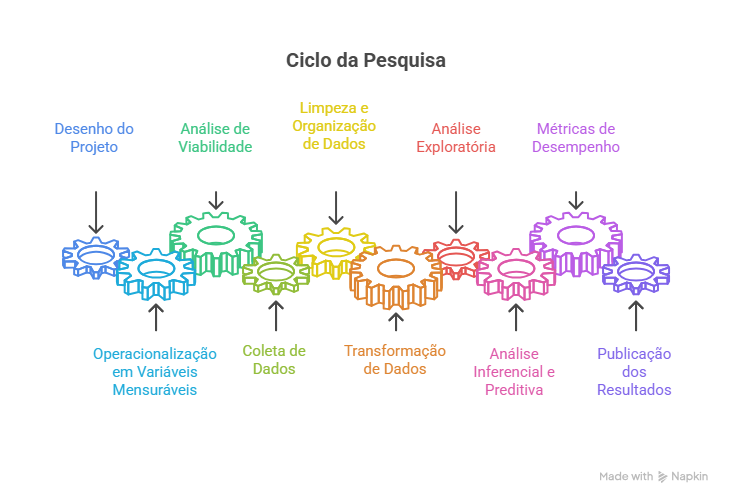 Ciclo da Pesquisa
Desenho do
Projeto
Análise de
Viabilidade
Limpeza e
Organização
de Dados
Análise
Exploratória
Métricas de
Desempenho
Operacionalização
em Variáveis
Mensuráveis
Coleta de
Dados
Transformação
de Dados
Análise
Inferencial e
Preditiva
Publicação
dos
Resultados
Made with Napkin